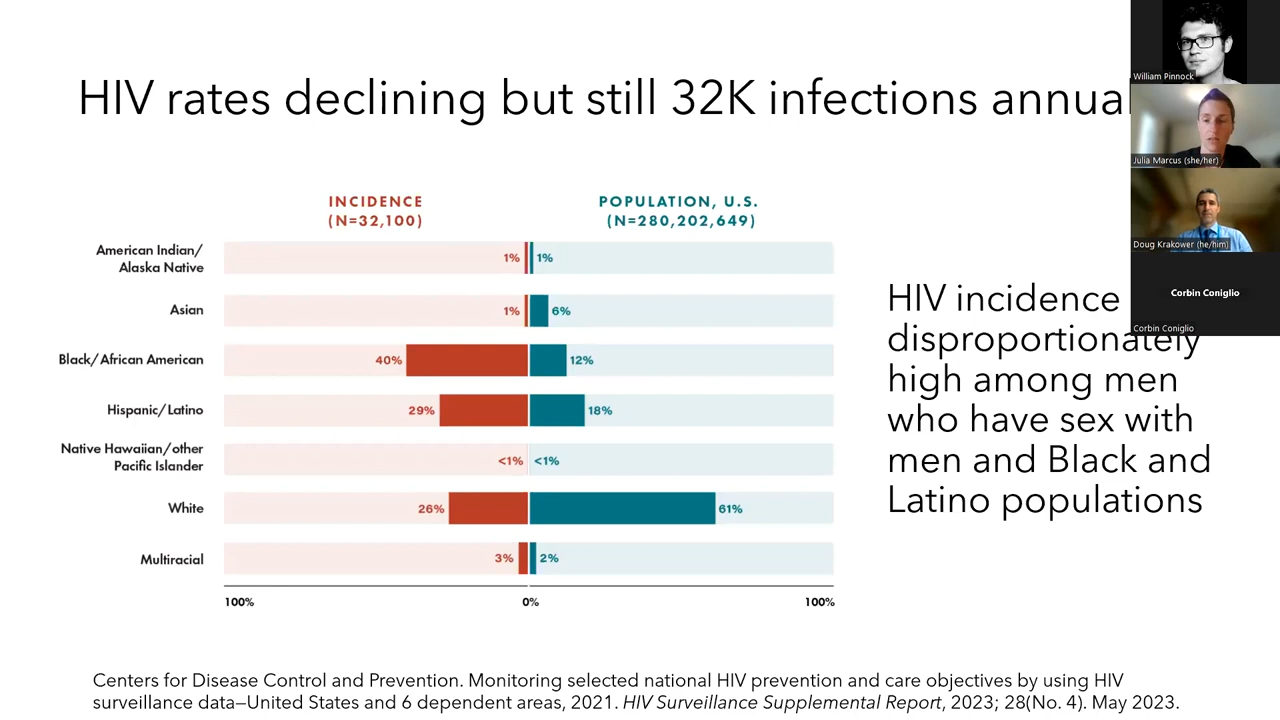 HIV rates declining but still 32K infections annual
INCIDENCE
(N=32,100)
POPULATION, U.S.
(N=280,202,649)
American Indian/
Alaska Native
1%
1%
Asian
1%
6%
Black/African American
40%
12%
Hispanic/Latino
29%
18%
Native Hawaiian/other
Pacific Islander
<1%
<1%
White
26%
61%
Multiracial
3%
2%
100%
0%
100%
HIV incidence
disproportionately
high among men
who have sex with
men and Black and
Latino populations
Centers for Disease Control and Prevention. Monitoring selected national HIV prevention and care objectives by using HIV
surveillance data—United States and 6 dependent areas, 2021. HIV Surveillance Supplemental Report, 2023; 28(No. 4). May 2023.
William Pinnock
Julia Marcus (she/her)
Doug Krakower (he/him)
Corbin Coniglio
Corbin Coniglio